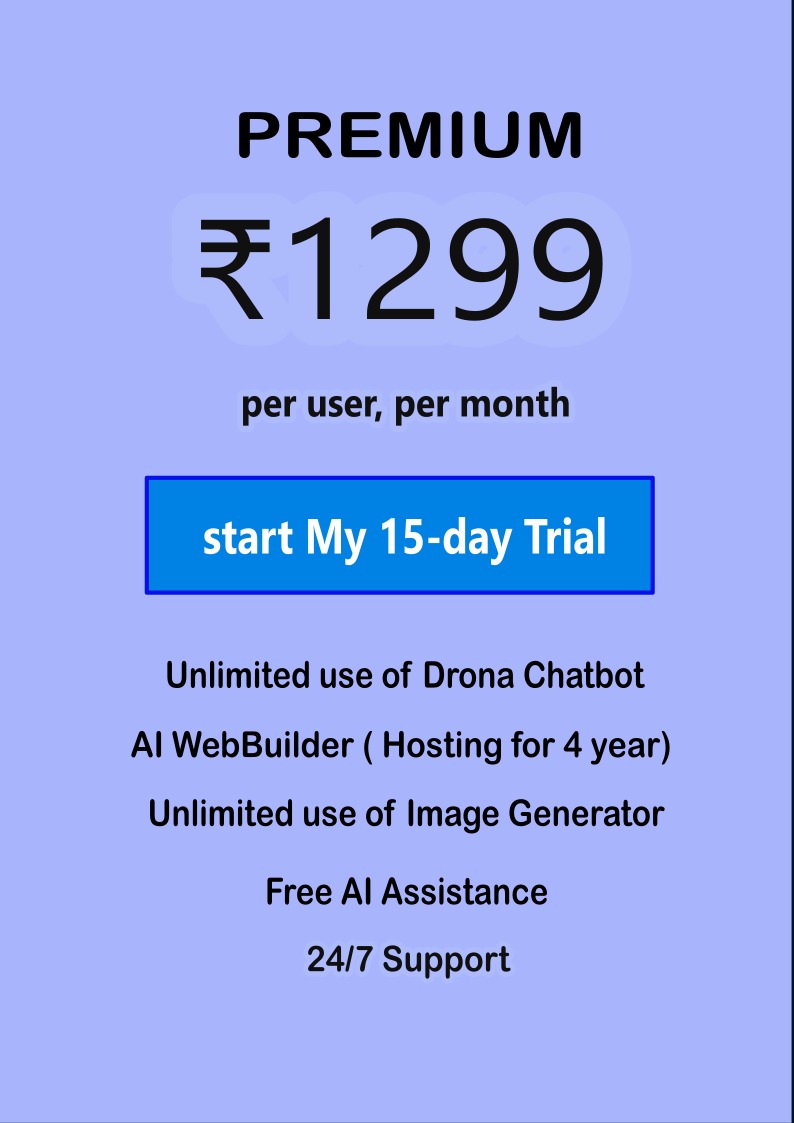 PREMIUM
₹1299
per user, per month
start My 15-day Trial
Unlimited use of Drona Chatbot
AI WebBuilder ( Hosting for 4 year)
Unlimited use of Image Generator
Free AI Assistance
24/7 Support